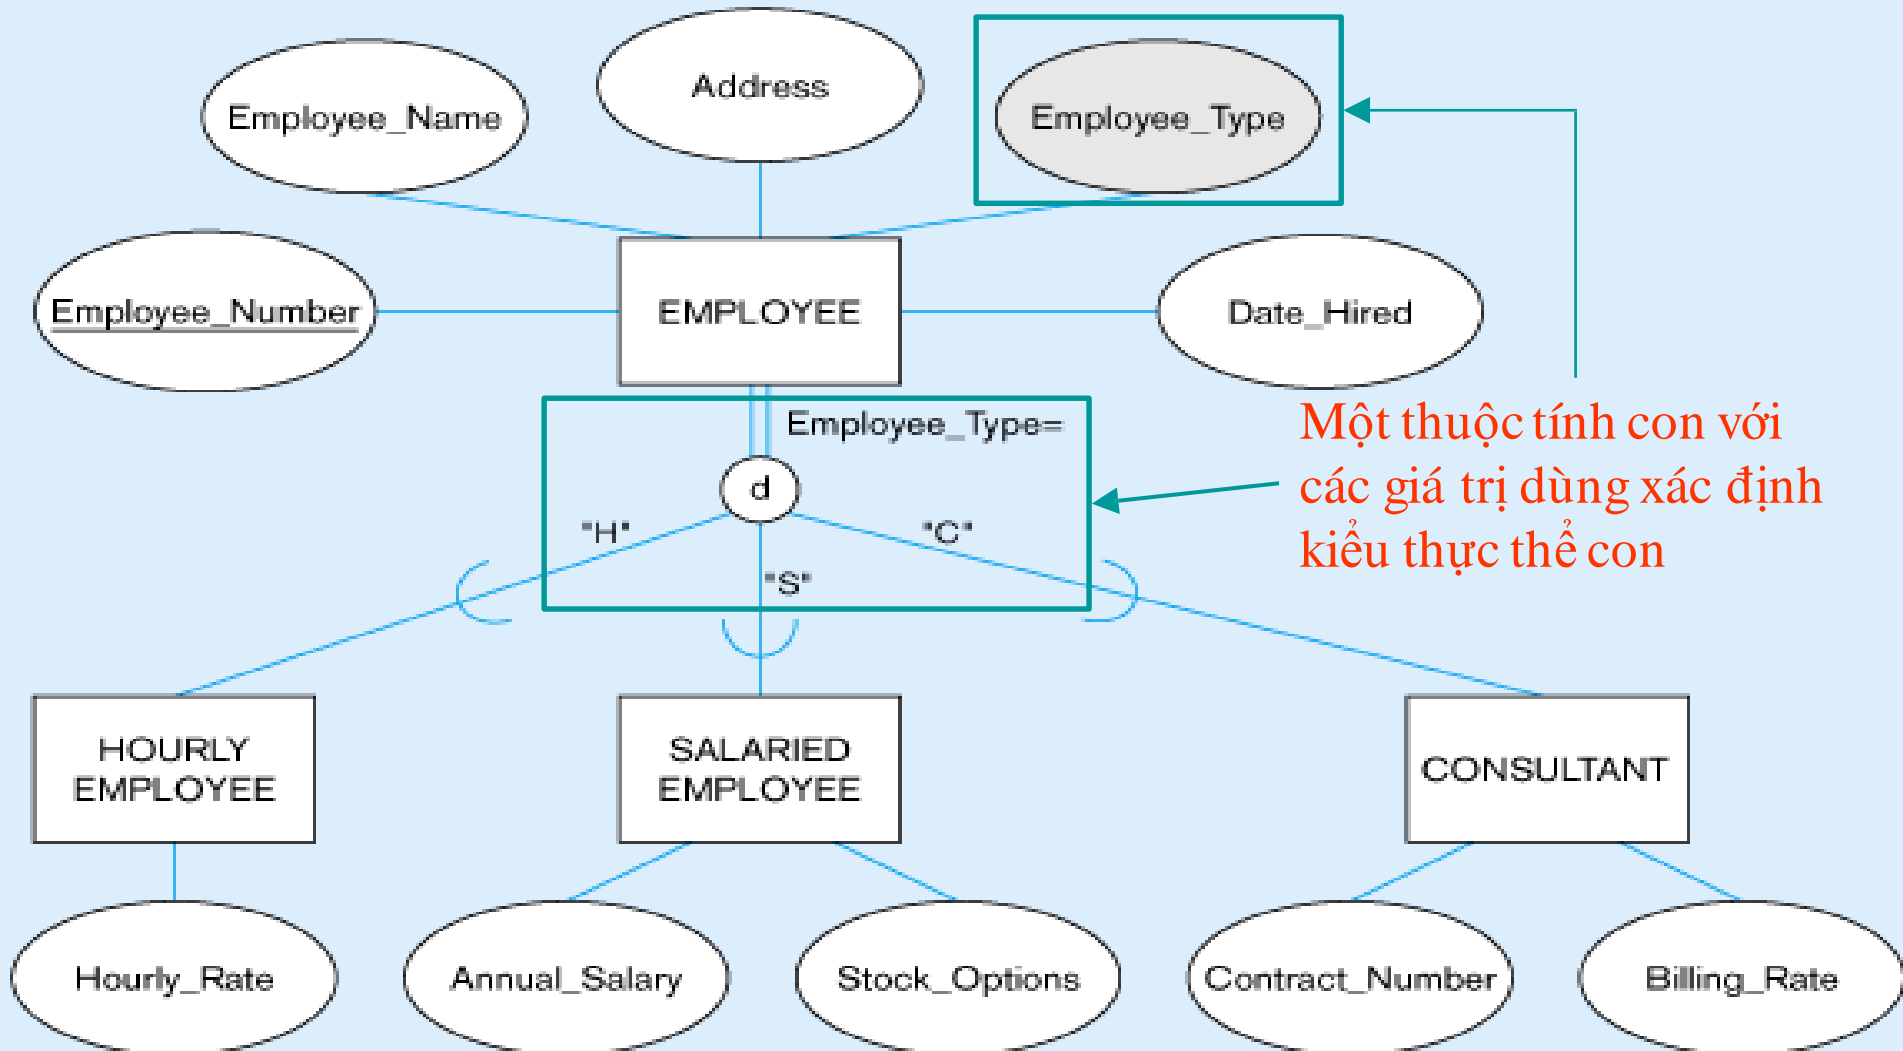 Address
Employee_Name
Employee_Type
Employee_Number
EMPLOYEE
Date_Hired
Employee_Type=
d
"H"
"S"
"C"
Một thuộc tính con với
các giá trị dùng xác định
kiểu thực thể con
HOURLY
EMPLOYEE
SALARIED
EMPLOYEE
CONSULTANT
Hourly_Rate
Annual_Salary
Stock_Options
Contract_Number
Billing_Rate